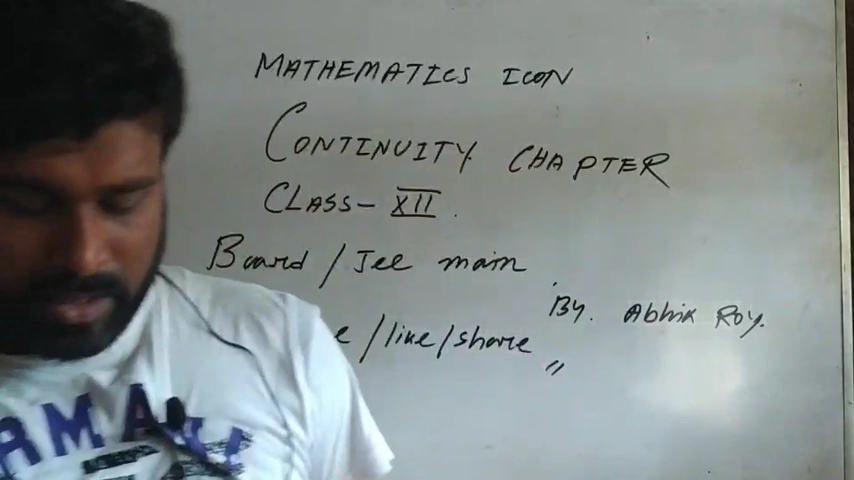 MATHEMATICS ICON
CONTINUITY CHAPTER
CLASS- XII.
Board / Jee main
By. Abhik Roy.
e/like/share
"